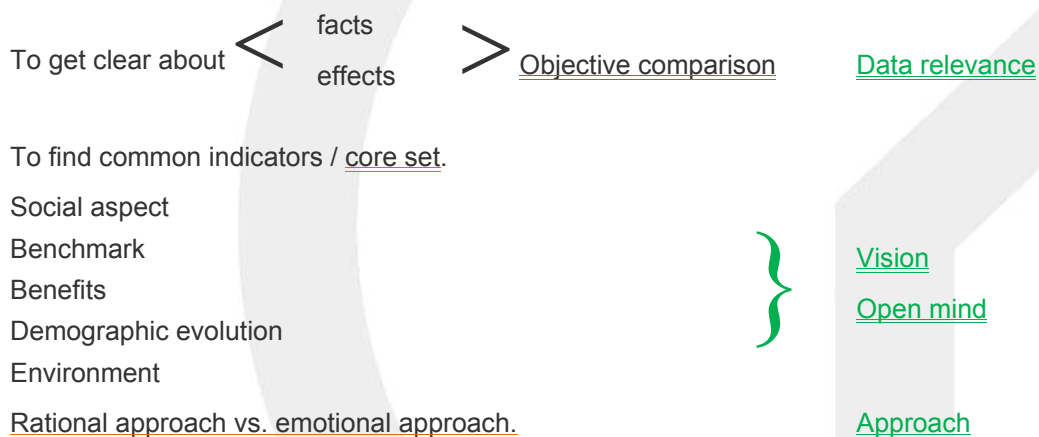 facts
To get clear about < > Objective comparison Data relevance
effects
To find common indicators / core set.
Social aspect
Benchmark
Benefits
Demographic evolution
Environment
} Vision
Open mind
Rational approach vs. emotional approach. Approach